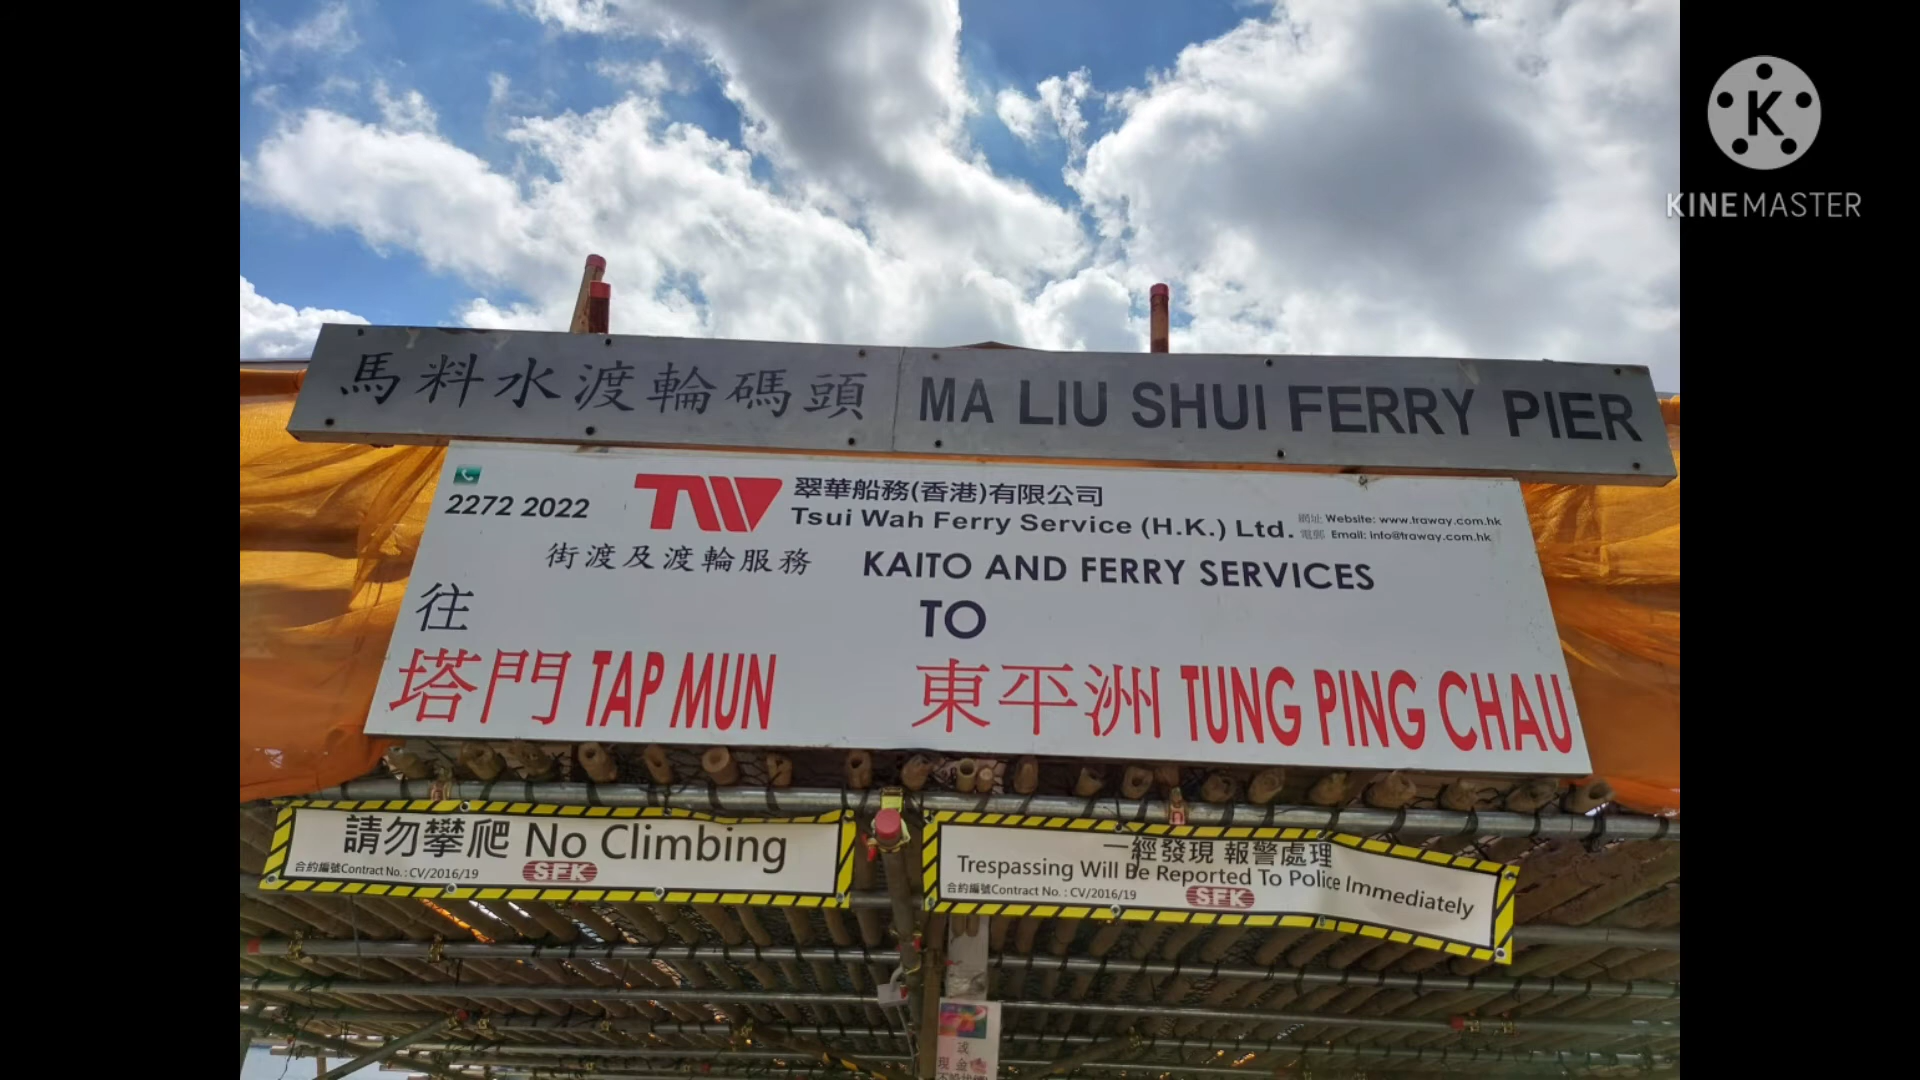 馬料水渡輪碼頭 MA LIU SHUI FERRY PIER
2272 2022
TW
翠華船務(香港)有限公司
Tsui Wah Ferry Service (H.K.) Ltd.
網址 Website: www.traway.com.hk
電郵 Email: info@traway.com.hk
街渡及渡輪服務 KAITO AND FERRY SERVICES
往 TO
塔門 TAP MUN 東平洲 TUNG PING CHAU
請勿攀爬 No Climbing
合約編號Contract No.: CV/2016/19
SFK
一經發現 報警處理
Trespassing Will Be Reported To Police Immediately
合約編號Contract No. : CV/2016/19
SFK
或
現金
K
KINEMASTER